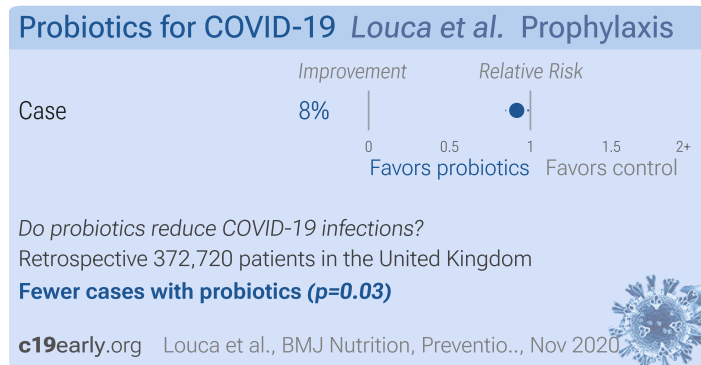 Probiotics for COVID-19 Louca et al. Prophylaxis
Improvement Relative Risk
Case 8%
0 0.5 1 1.5 2+
Favors probiotics Favors control
Do probiotics reduce COVID-19 infections?
Retrospective 372,720 patients in the United Kingdom
Fewer cases with probiotics (p=0.03)
c19early.org Louca et al., BMJ Nutrition, Preventio.., Nov 2020